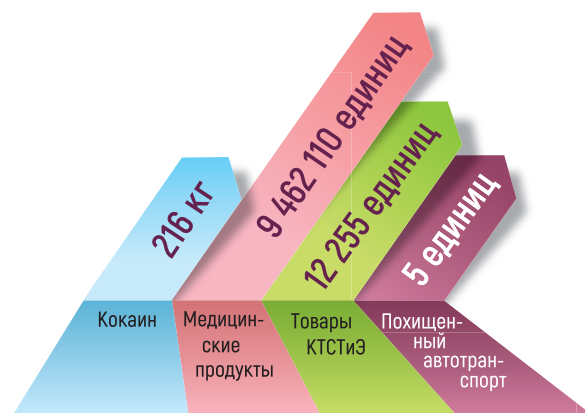 216 кг
9 462 110 единиц
12 255 единиц
5 единиц
Кокаин
Медицин-
ские
продукты
Товары
КТСТиЭ
Похищен-
ный
автотран-
спорт